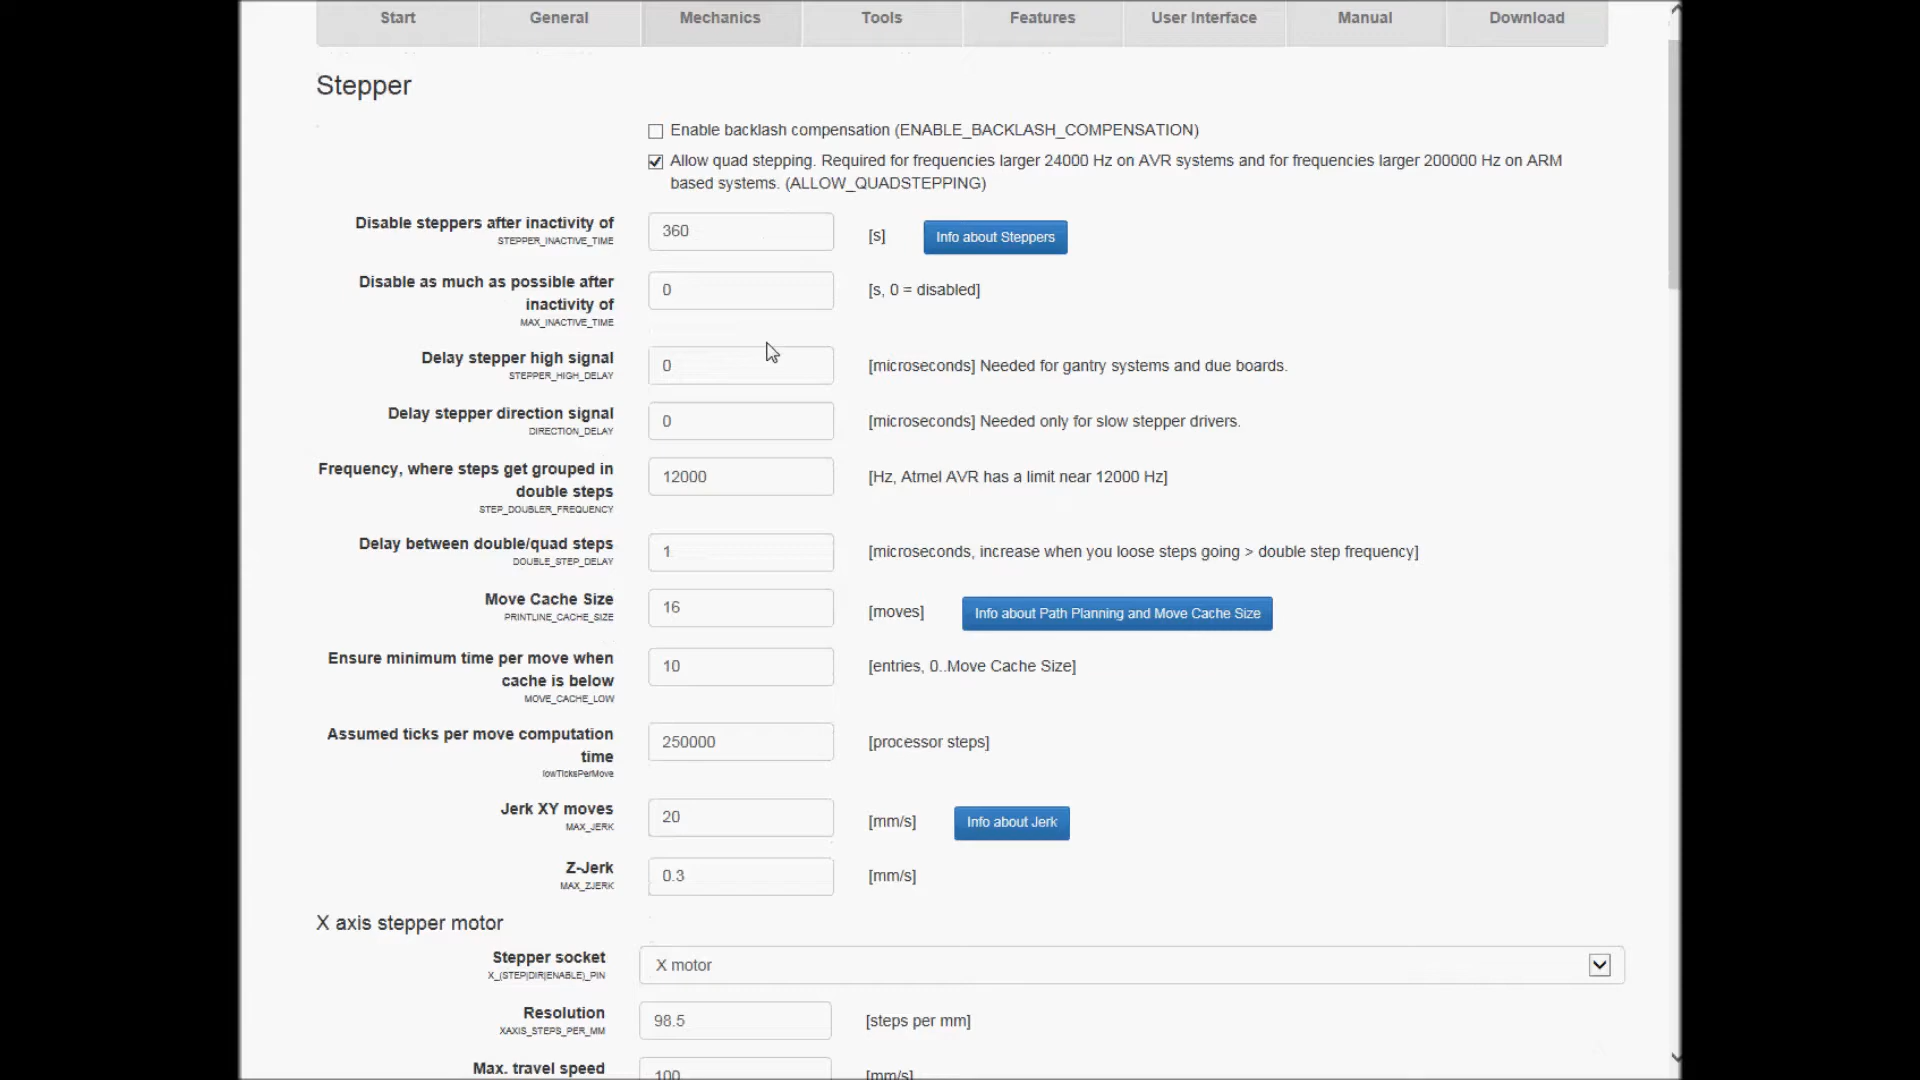 Start General Mechanics Tools Features User Interface Manual Download
Stepper
Enable backlash compensation (ENABLE_BACKLASH_COMPENSATION)
Allow quad stepping. Required for frequencies larger 24000 Hz on AVR systems and for frequencies larger 200000 Hz on ARM
based systems. (ALLOW_QUADSTEPPING)
Disable steppers after inactivity of
STEPPER_INACTIVE_TIME
360 [s] Info about Steppers
Disable as much as possible after
inactivity of
MAX_INACTIVE_TIME
0 [s, 0 = disabled]
Delay stepper high signal
STEPPER_HIGH_DELAY
0 [microseconds] Needed for gantry systems and due boards.
Delay stepper direction signal
DIRECTION_DELAY
0 [microseconds] Needed only for slow stepper drivers.
Frequency, where steps get grouped in
double steps
STEP_DOUBLER_FREQUENCY
12000 [Hz, Atmel AVR has a limit near 12000 Hz]
Delay between double/quad steps
DOUBLE_STEP_DELAY
1 [microseconds, increase when you loose steps going > double step frequency]
Move Cache Size
PRINTLINE_CACHE_SIZE
16 [moves] Info about Path Planning and Move Cache Size
Ensure minimum time per move when
cache is below
MOVE_CACHE_LOW
10 [entries, 0..Move Cache Size]
Assumed ticks per move computation
time
lowTicksPerMove
250000 [processor steps]
Jerk XY moves
MAX_JERK
20 [mm/s] Info about Jerk
Z-Jerk
MAX_ZJERK
0.3 [mm/s]
X axis stepper motor
Stepper socket
X_(STEP|DIR|ENABLE)_PIN
X motor
Resolution
XAXIS_STEPS_PER_MM
98.5 [steps per mm]
Max. travel speed
100 [mm/s]